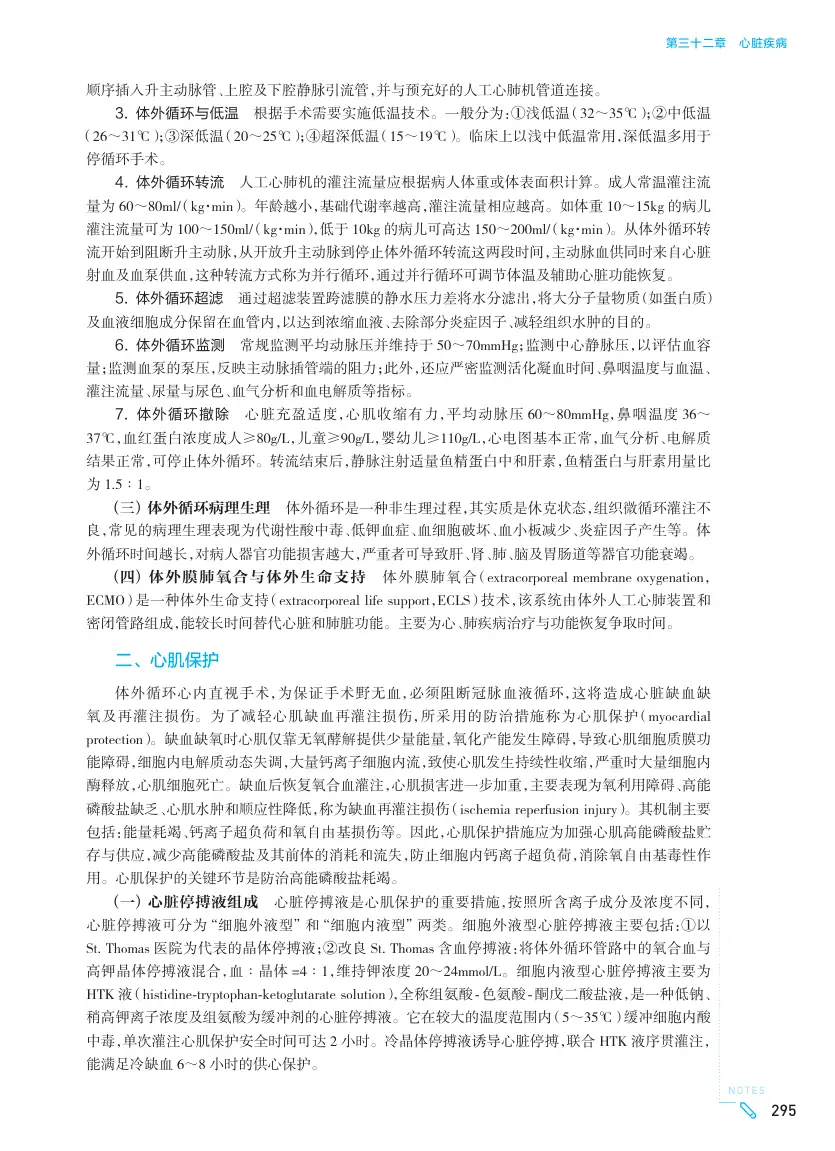 第三十二章　心脏疾病
顺序插入升主动脉管、上腔及下腔静脉引流管,并与预充好的人工心肺机管道连接。
3. 体外循环与低温　根据手术需要实施低温技术。一般分为:①浅低温(32～35℃);②中低温
(26～31℃);③深低温(20～25℃);④超深低温(15～19℃)。临床上以浅中低温常用,深低温多用于
停循环手术。
4. 体外循环转流　人工心肺机的灌注流量应根据病人体重或体表面积计算。成人常温灌注流
量为 60～80ml/(kg·min)。年龄越小,基础代谢率越高,灌注流量相应越高。如体重 10～15kg 的病儿
灌注流量可为 100～150ml/(kg·min),低于 10kg 的病儿可高达 150～200ml/(kg·min)。从体外循环转
流开始到阻断升主动脉,从开放升主动脉到停止体外循环转流这两段时间,主动脉血供同时来自心脏
射血及血泵供血,这种转流方式称为并行循环,通过并行循环可调节体温及辅助心脏功能恢复。
5. 体外循环超滤　通过超滤装置跨滤膜的静水压力差将水分滤出,将大分子量物质(如蛋白质)
及血液细胞成分保留在血管内,以达到浓缩血液、去除部分炎症因子、减轻组织水肿的目的。
6. 体外循环监测　常规监测平均动脉压并维持于 50～70mmHg;监测中心静脉压,以评估血容
量;监测血泵的泵压,反映主动脉插管端的阻力;此外,还应严密监测活化凝血时间、鼻咽温度与血温、
灌注流量、尿量与尿色、血气分析和血电解质等指标。
7. 体外循环撤除　心脏充盈适度,心肌收缩有力,平均动脉压 60～80mmHg,鼻咽温度 36～
37℃,血红蛋白浓度成人≥80g/L,儿童≥90g/L,婴幼儿≥110g/L,心电图基本正常,血气分析、电解质
结果正常,可停止体外循环。转流结束后,静脉注射适量鱼精蛋白中和肝素,鱼精蛋白与肝素用量比
为 1.5∶1。
(三) 体外循环病理生理　体外循环是一种非生理过程,其实质是休克状态,组织微循环灌注不
良,常见的病理生理表现为代谢性酸中毒、低钾血症、血细胞破坏、血小板减少、炎症因子产生等。体
外循环时间越长,对病人器官功能损害越大,严重者可导致肝、肾、肺、脑及胃肠道等器官功能衰竭。
(四) 体外膜肺氧合与体外生命支持　体外膜肺氧合(extracorporeal membrane oxygenation,
ECMO)是一种体外生命支持(extracorporeal life support,ECLS)技术,该系统由体外人工心肺装置和
密闭管路组成,能较长时间替代心脏和肺脏功能。主要为心、肺疾病治疗与功能恢复争取时间。
二、心肌保护
体外循环心内直视手术,为保证手术野无血,必须阻断冠脉血液循环,这将造成心脏缺血缺
氧及再灌注损伤。为了减轻心肌缺血再灌注损伤,所采用的防治措施称为心肌保护(myocardial
protection)。缺血缺氧时心肌仅靠无氧酵解提供少量能量,氧化产能发生障碍,导致心肌细胞质膜功
能障碍,细胞内电解质动态失调,大量钙离子细胞内流,致使心肌发生持续性收缩,严重时大量细胞内
酶释放,心肌细胞死亡。缺血后恢复氧合血灌注,心肌损害进一步加重,主要表现为氧利用障碍、高能
磷酸盐缺乏、心肌水肿和顺应性降低,称为缺血再灌注损伤(ischemia reperfusion injury)。其机制主要
包括:能量耗竭、钙离子超负荷和氧自由基损伤等。因此,心肌保护措施应为加强心肌高能磷酸盐贮
存与供应,减少高能磷酸盐及其前体的消耗和流失,防止细胞内钙离子超负荷,消除氧自由基毒性作
用。心肌保护的关键环节是防治高能磷酸盐耗竭。
(一) 心脏停搏液组成　心脏停搏液是心肌保护的重要措施,按照所含离子成分及浓度不同,
心脏停搏液可分为“细胞外液型”和“细胞内液型”两类。细胞外液型心脏停搏液主要包括:①以
St. Thomas 医院为代表的晶体停搏液;②改良 St. Thomas 含血停搏液:将体外循环管路中的氧合血与
高钾晶体停搏液混合,血∶晶体 =4∶1,维持钾浓度 20～24mmol/L。细胞内液型心脏停搏液主要为
HTK 液(histidine-tryptophan-ketoglutarate solution),全称组氨酸-色氨酸-酮戊二酸盐液,是一种低钠、
稍高钾离子浓度及组氨酸为缓冲剂的心脏停搏液。它在较大的温度范围内(5～35℃)缓冲细胞内酸
中毒,单次灌注心肌保护安全时间可达 2 小时。冷晶体停搏液诱导心脏停搏,联合 HTK 液序贯灌注,
能满足冷缺血 6～8 小时的供心保护。
NOTES
295